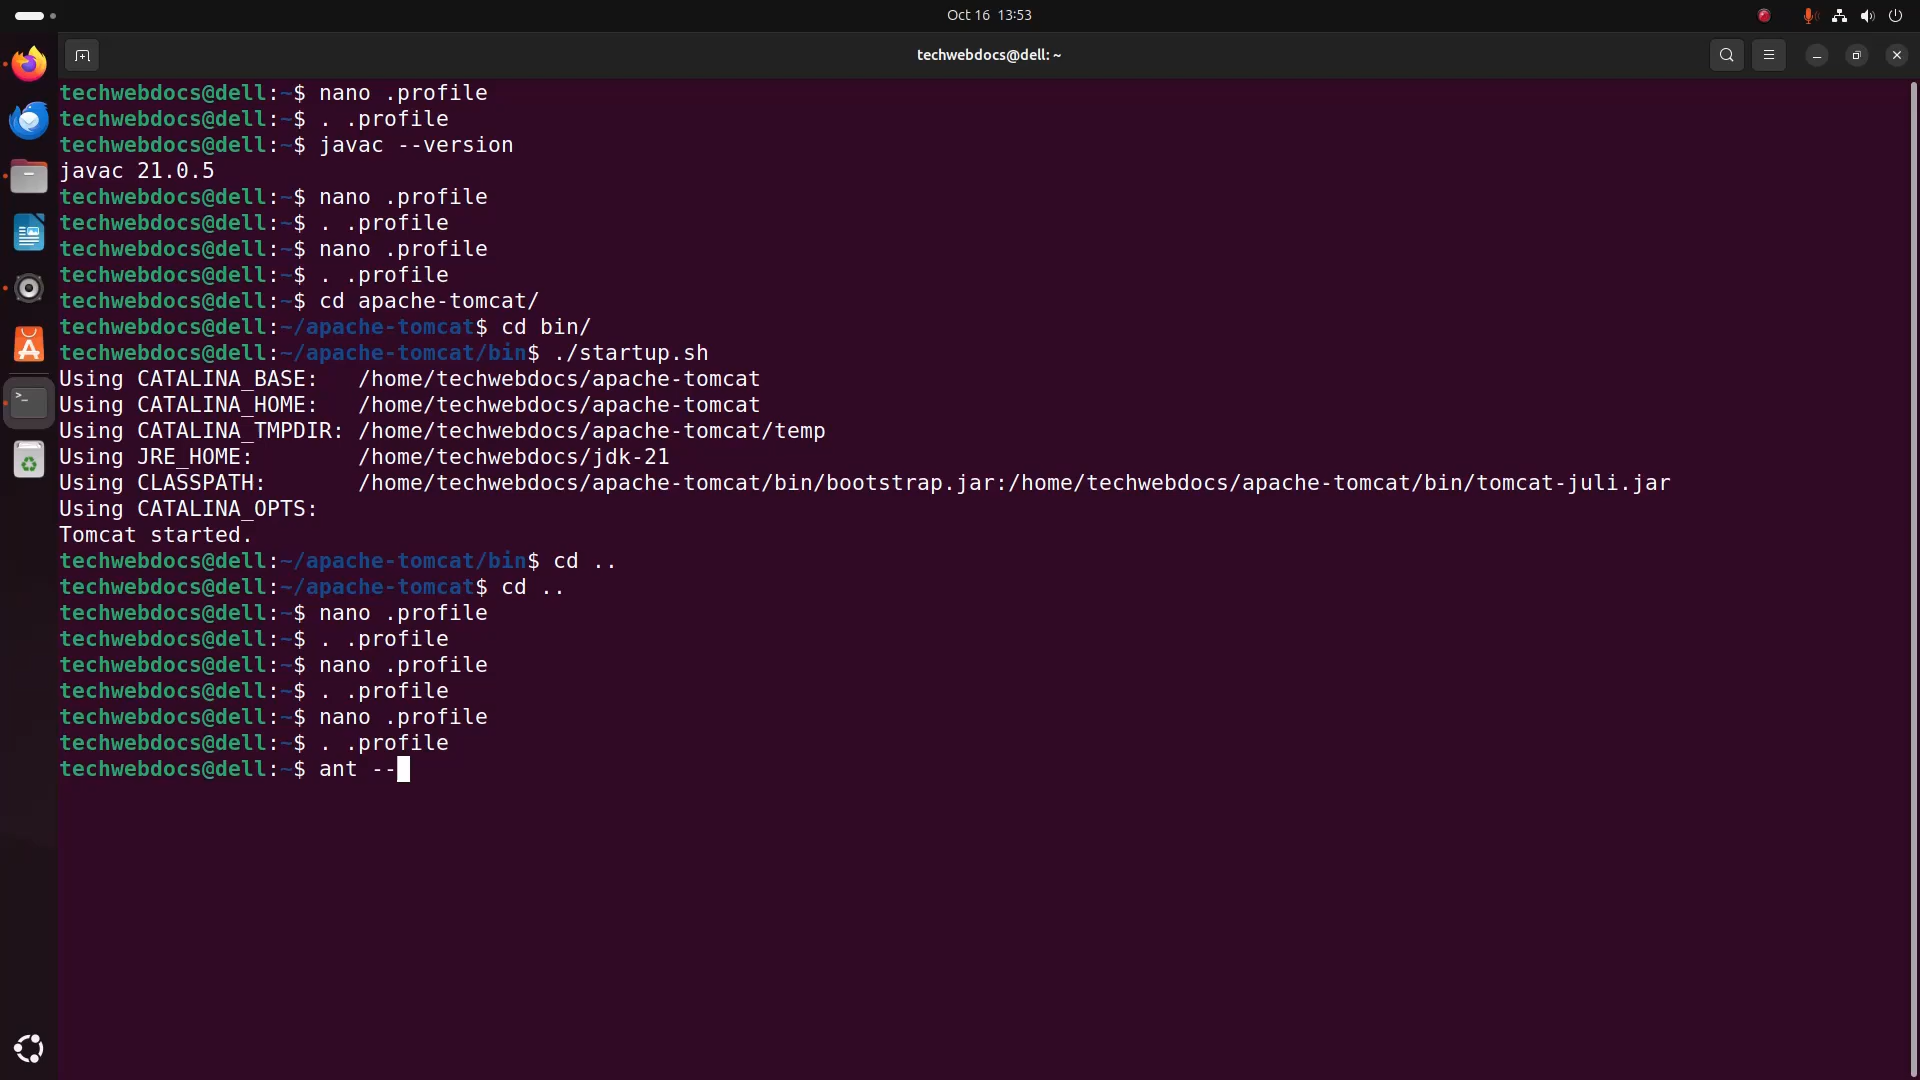 Oct 16 13:53
techwebdocs@dell: ~
techwebdocs@dell:~$ nano .profile
techwebdocs@dell:~$ . .profile
techwebdocs@dell:~$ javac --version
javac 21.0.5
techwebdocs@dell:~$ nano .profile
techwebdocs@dell:~$ . .profile
techwebdocs@dell:~$ nano .profile
techwebdocs@dell:~$ . .profile
techwebdocs@dell:~$ cd apache-tomcat/
techwebdocs@dell:~/apache-tomcat$ cd bin/
techwebdocs@dell:~/apache-tomcat/bin$ ./startup.sh
Using CATALINA_BASE:   /home/techwebdocs/apache-tomcat
Using CATALINA_HOME:   /home/techwebdocs/apache-tomcat
Using CATALINA_TMPDIR: /home/techwebdocs/apache-tomcat/temp
Using JRE_HOME:        /home/techwebdocs/jdk-21
Using CLASSPATH:       /home/techwebdocs/apache-tomcat/bin/bootstrap.jar:/home/techwebdocs/apache-tomcat/bin/tomcat-juli.jar
Using CATALINA_OPTS:
Tomcat started.
techwebdocs@dell:~/apache-tomcat/bin$ cd ..
techwebdocs@dell:~/apache-tomcat$ cd ..
techwebdocs@dell:~$ nano .profile
techwebdocs@dell:~$ . .profile
techwebdocs@dell:~$ nano .profile
techwebdocs@dell:~$ . .profile
techwebdocs@dell:~$ nano .profile
techwebdocs@dell:~$ . .profile
techwebdocs@dell:~$ ant --